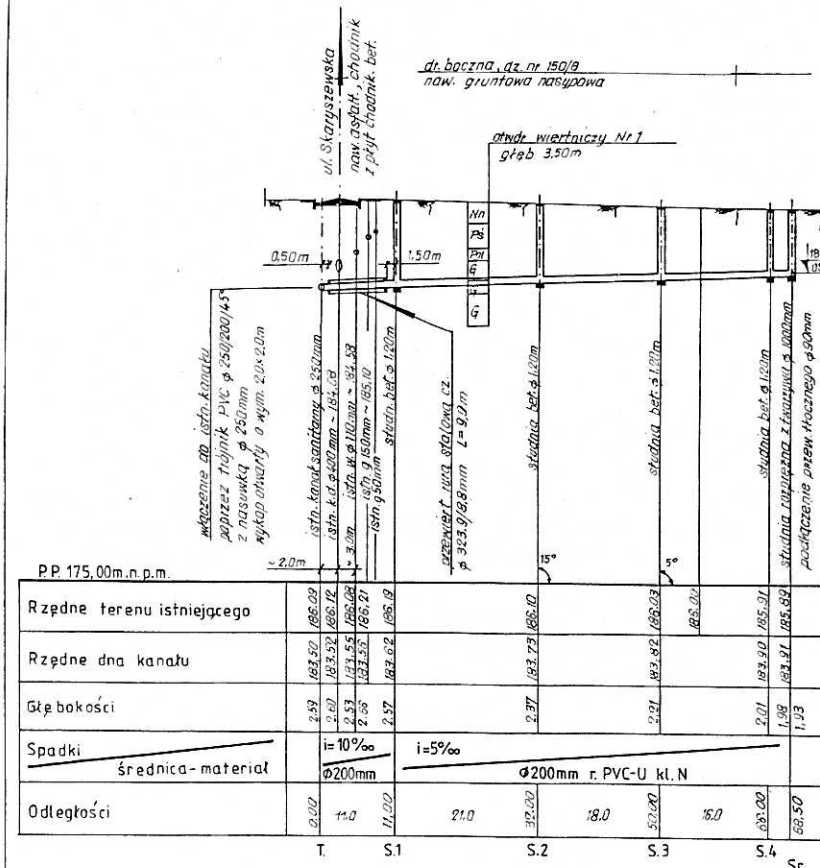 ul. Skaryszewska
naw. asfalt., chodnik
z płyt chodnik. bet.
dr. boczna, dz. nr 150/8
naw. gruntowa nasypowa
otwór wiertniczy Nr 1
głęb. 3,50m
Nn
Ps
G
G
0,50m
1,50m
włączenie do istn. kanału
poprzez trójnik PVC ϕ 250/200/45°
z nasuwką ϕ 250mm
wykop otwarty o wym. 2,0×2,0m
istn. kanał sanitarny ϕ 250mm
istn. k.d. ϕ 400mm ~ 184,58
istn. w. ϕ 110mm ~ 184,58
istn. g 150mm ~ 185,10
istn. g 50mm
studn. bet. ϕ 1,20m
przewiert rurą stalową cz.
ϕ 323,9/8,8mm L=9,0m
studnia bet. ϕ 1,20m
studnia bet. ϕ 1,20m
studnia bet. ϕ 1,20m
studnia rozprężna z tworzywa ϕ 1000mm
podłączenie przew. tłocznego ϕ 90mm
15°
5°
~2,0m
~3,0m
P.P. 175,00m.n.p.m.
Rzędne terenu istniejącego 186,09 186,12 186,08 186,21 186,19 186,10 186,03 186,00 185,91 185,89
Rzędne dna kanału 183,50 183,52 183,55 183,55 183,62 183,73 183,82 183,90 183,91
Głębokości 2,59 2,60 2,53 2,66 2,57 2,37 2,21 2,01 1,98 1,93
Spadki i=10‰ i=5‰
średnica-materiał ϕ200mm ϕ200mm r. PVC-U kl. N
Odległości 0,00 11,0 11,00 21,0 32,00 18,0 50,00 16,0 66,00 68,50
T. S.1 S.2 S.3 S.4
Sr